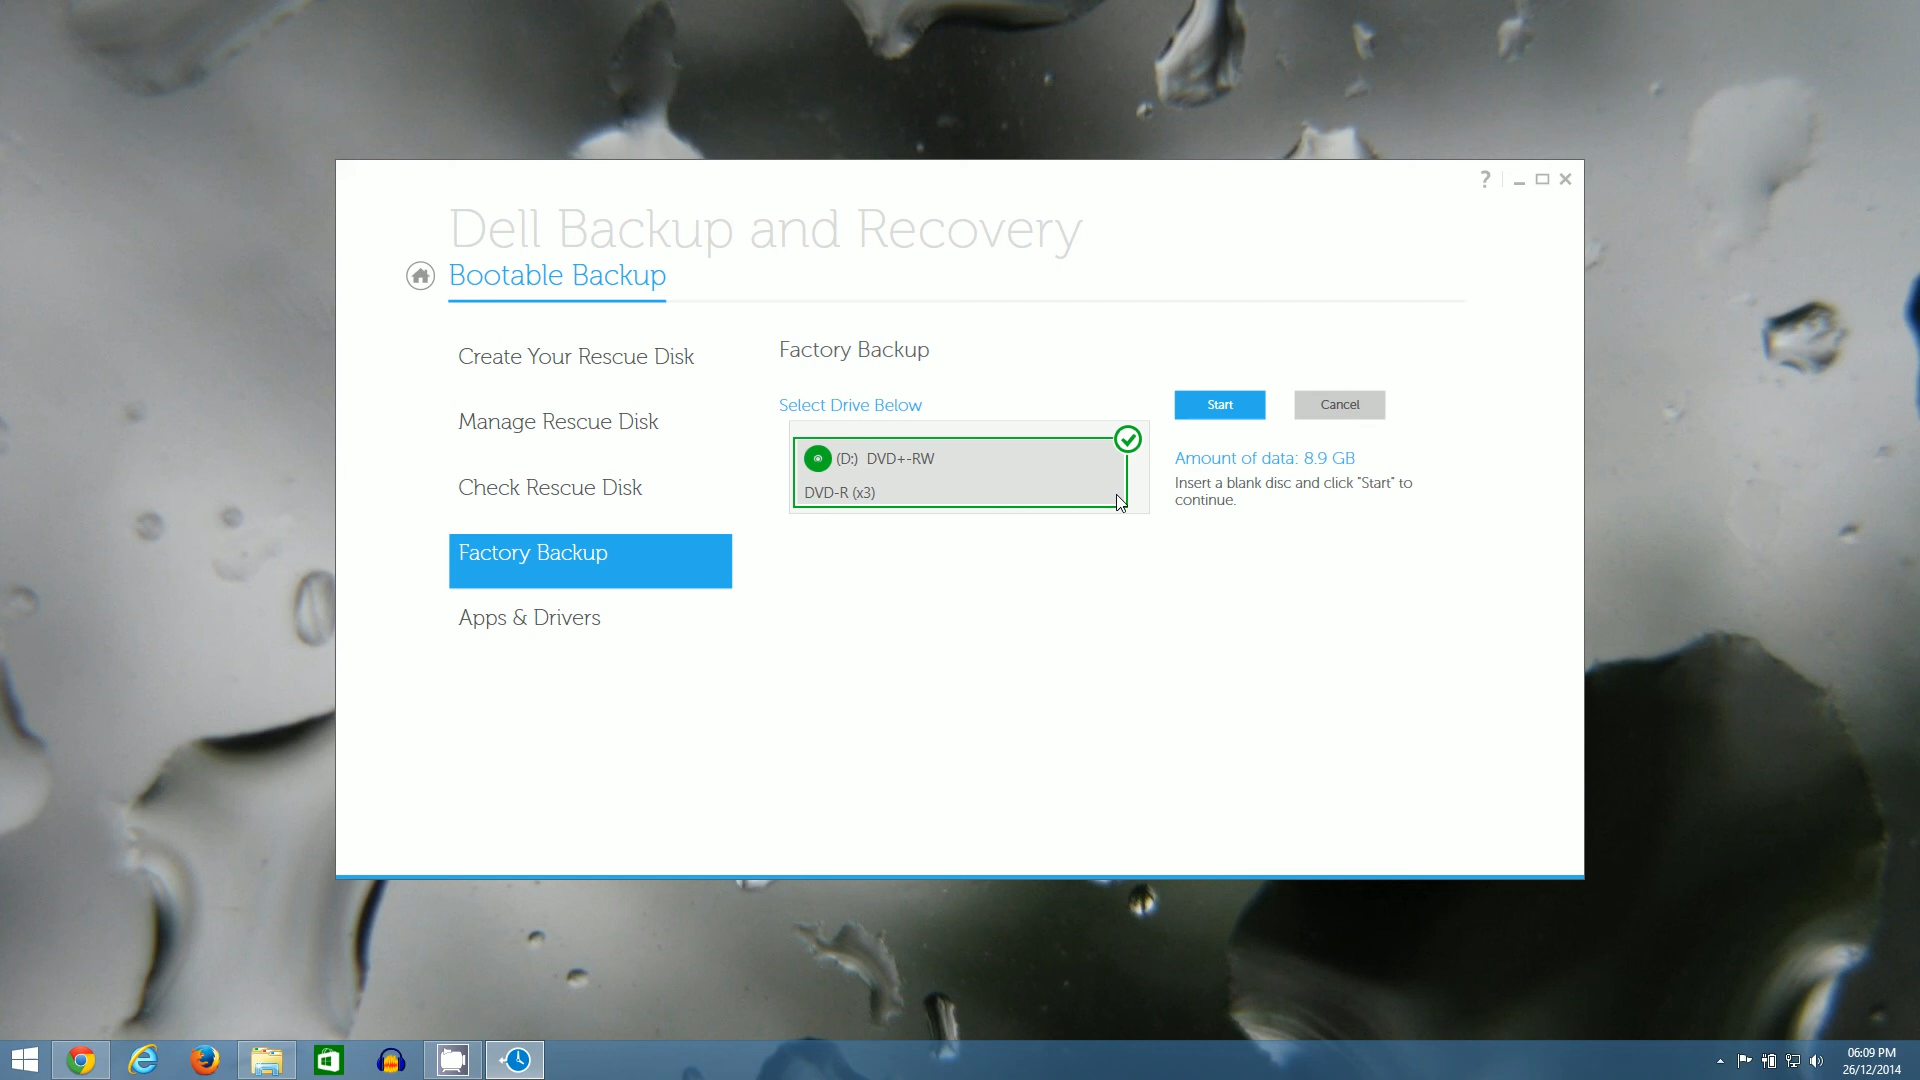 ?
Dell Backup and Recovery
Bootable Backup
Create Your Rescue Disk
Manage Rescue Disk
Check Rescue Disk
Factory Backup
Apps & Drivers
Factory Backup
Select Drive Below
(D:) DVD+-RW
DVD-R (x3)
Start
Cancel
Amount of data: 8.9 GB
Insert a blank disc and click "Start" to
continue.
06:09 PM
26/12/2014